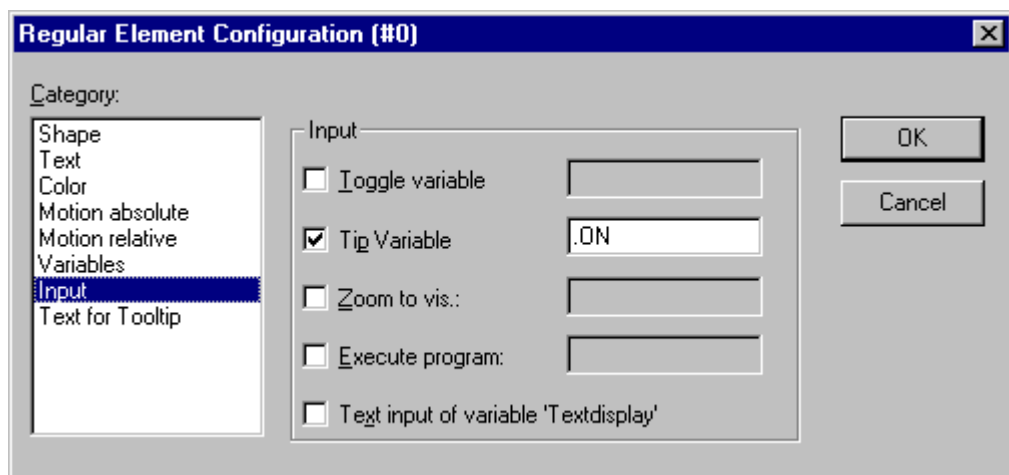 Regular Element Configuration (#0)
Category:
Shape
Text
Color
Motion absolute
Motion relative
Variables
Input
Text for Tooltip
Input
Toggle variable
Tip Variable
.ON
Zoom to vis.:
Execute program:
Text input of variable 'Textdisplay'
OK
Cancel